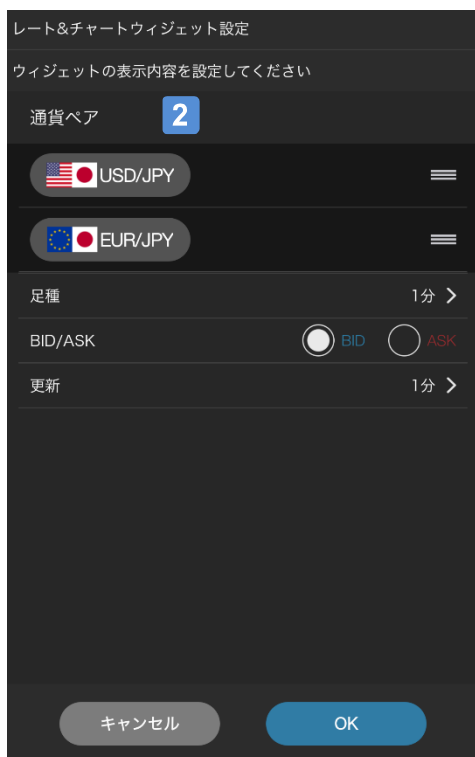 レート&チャートウィジェット設定
ウィジェットの表示内容を設定してください
通貨ペア 2
USD/JPY
EUR/JPY
足種 1分
BID/ASK BID ASK
更新 1分
キャンセル OK